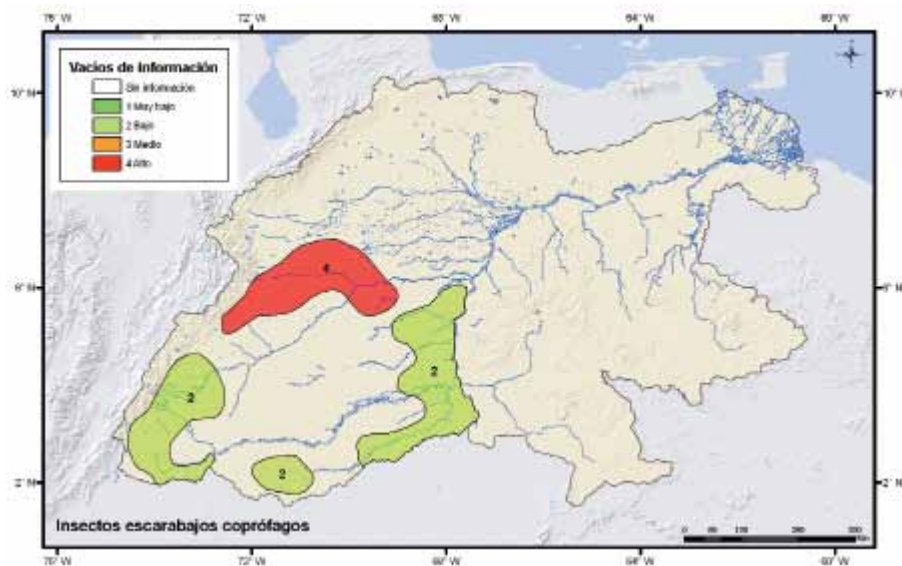 76° W 72° W 68° W 64° W 60° W
Vacios de información
Sin información
1 Muy bajo
2 Bajo
3 Medio
4 Alto
10° N 10° N
4
6° N 6° N
2
2
2
2° N 2° N
Insectos escarabajos coprófagos
76° W 72° W 68° W 64° W 60° W